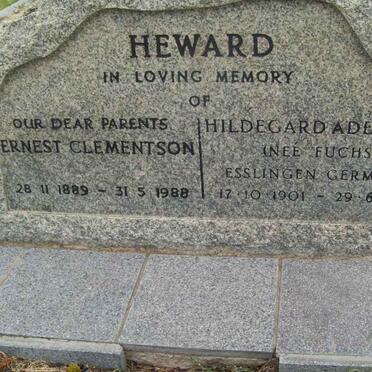 HEWARD
IN LOVING MEMORY
OF
OUR DEAR PARENTS
ERNEST CLEMENTSON
28 11 1889 - 31 5 1988
HILDEGARD ADE
(NEE FUCHS
ESSLINGEN GERM
17·10·1901 - 29·6